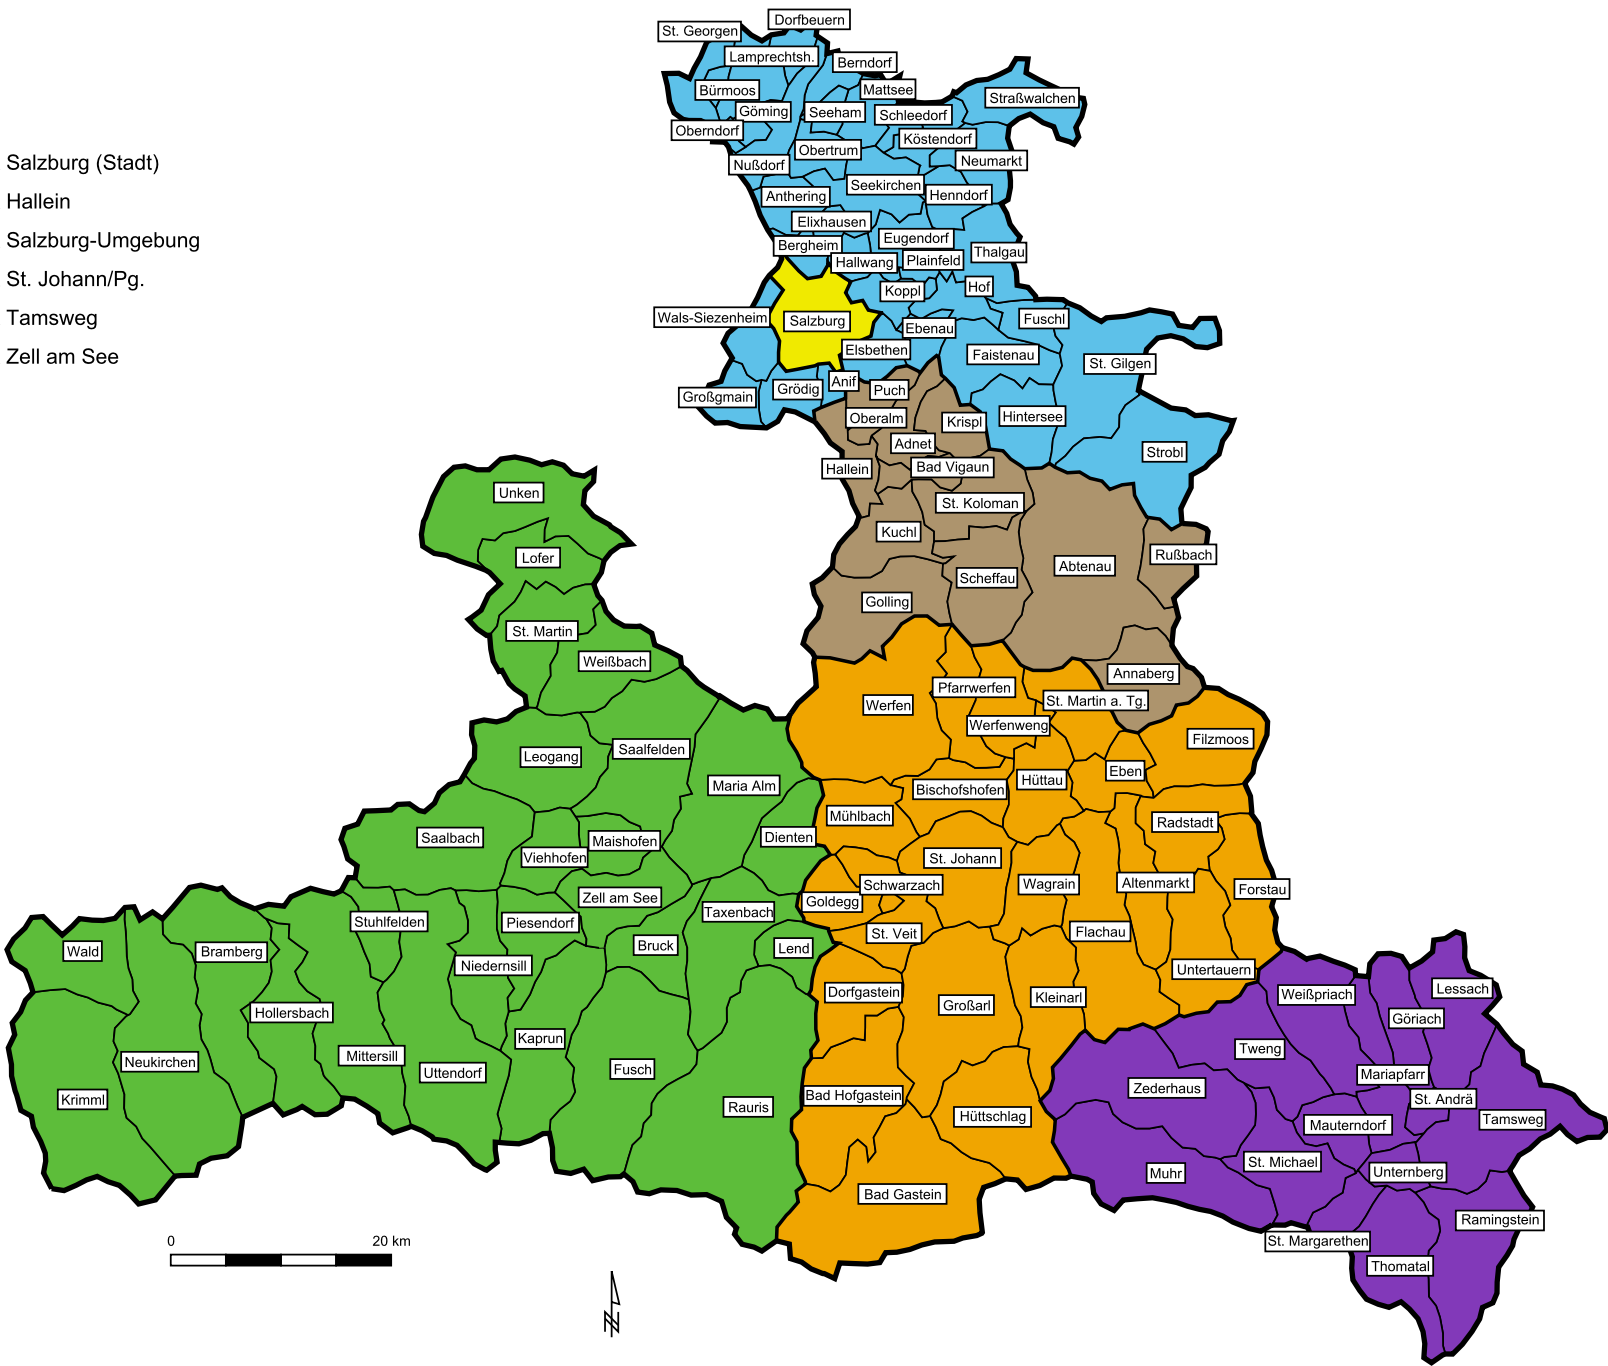 Salzburg (Stadt)
Hallein
Salzburg-Umgebung
St. Johann/Pg.
Tamsweg
Zell am See
St. Georgen
Dorfbeuern
Lamprechtsh.
Berndorf
Bürmoos
Mattsee
Straßwalchen
Göming
Seeham
Schleedorf
Oberndorf
Köstendorf
Obertrum
Neumarkt
Nußdorf
Seekirchen
Anthering
Henndorf
Elixhausen
Eugendorf
Bergheim
Thalgau
Hallwang
Plainfeld
Koppl
Hof
Wals-Siezenheim
Salzburg
Fuschl
Ebenau
Elsbethen
Faistenau
St. Gilgen
Anif
Grödig
Puch
Großgmain
Oberalm
Krispl
Hintersee
Adnet
Strobl
Hallein
Bad Vigaun
Unken
St. Koloman
Kuchl
Lofer
Rußbach
Abtenau
Scheffau
Golling
St. Martin
Weißbach
Annaberg
Pfarrwerfen
St. Martin a. Tg.
Werfen
Werfenweng
Filzmoos
Saalfelden
Leogang
Eben
Hüttau
Maria Alm
Bischofshofen
Mühlbach
Radstadt
Saalbach
Dienten
Maishofen
Viehhofen
St. Johann
Schwarzach
Wagrain
Altenmarkt
Forstau
Zell am See
Goldegg
Taxenbach
Stuhlfelden
Piesendorf
St. Veit
Flachau
Bruck
Lend
Wald
Bramberg
Niedernsill
Untertauern
Lessach
Dorfgastein
Weißpriach
Kleinarl
Großarl
Hollersbach
Göriach
Kaprun
Tweng
Mittersill
Neukirchen
Fusch
Uttendorf
Mariapfarr
Zederhaus
Bad Hofgastein
Krimml
St. Andrä
Rauris
Hüttschlag
Tamsweg
Mauterndorf
St. Michael
Muhr
Unternberg
Bad Gastein
Ramingstein
St. Margarethen
Thomatal
0 20 km
N